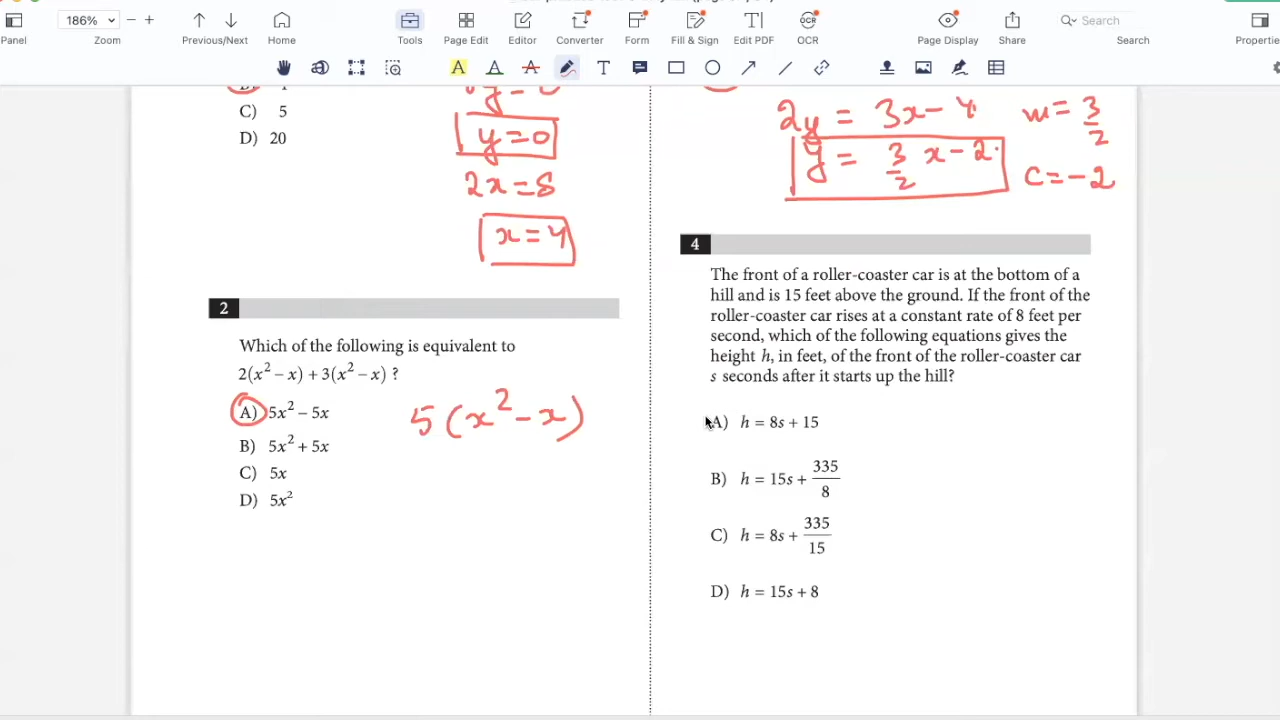 186%
Search
Panel
Zoom
Previous/Next
Home
Tools
Page Edit
Editor
Converter
Form
Fill & Sign
Edit PDF
OCR
Page Display
Share
Search
Propertie
C) 5
D) 20
y = 0
2x = 8
x = 4
2
Which of the following is equivalent to
2(x² – x) + 3(x² – x) ?
A) 5x² – 5x
5(x² – x)
B) 5x² + 5x
C) 5x
D) 5x²
2y = 3x – 4
m = 3/2
y = 3/2 x – 2
c = – 2
4
The front of a roller-coaster car is at the bottom of a
hill and is 15 feet above the ground. If the front of the
roller-coaster car rises at a constant rate of 8 feet per
second, which of the following equations gives the
height h, in feet, of the front of the roller-coaster car
s seconds after it starts up the hill?
A) h = 8s + 15
B) h = 15s + 335/8
C) h = 8s + 335/15
D) h = 15s + 8